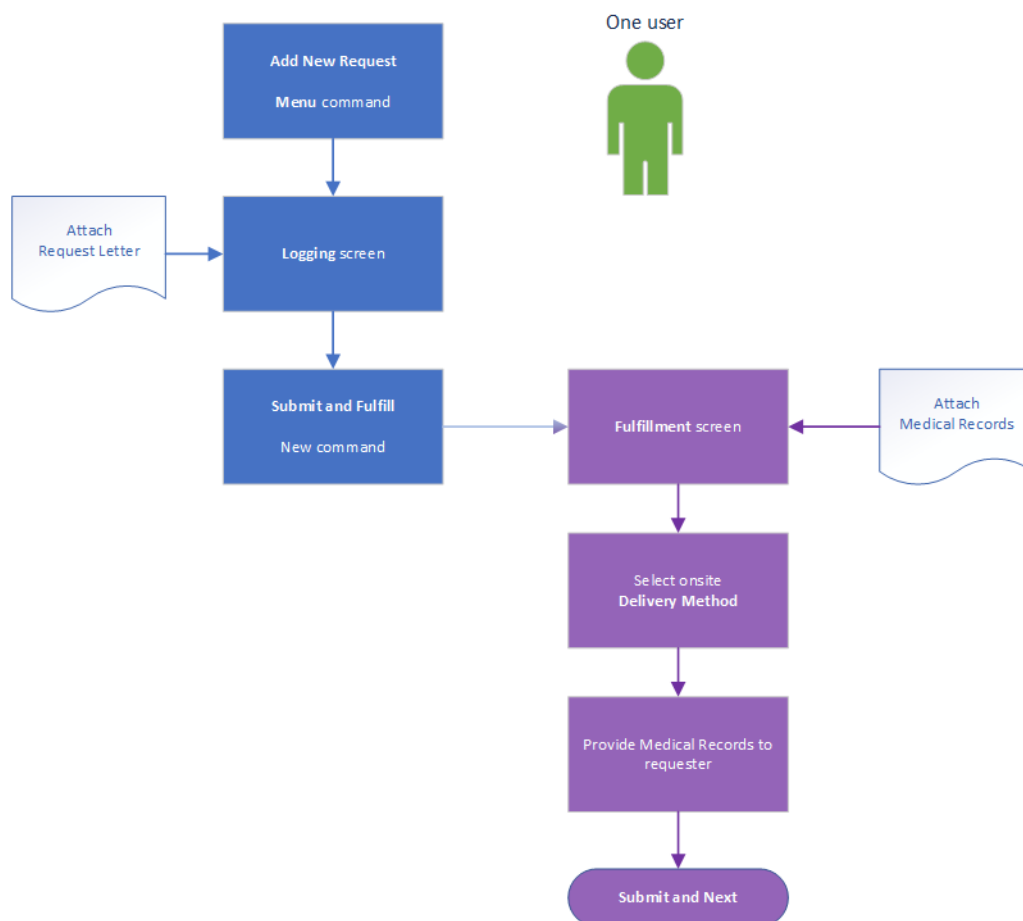 One user
Add New Request
Menu command
Attach
Request Letter
Logging screen
Submit and Fulfill
New command
Fulfillment screen
Attach
Medical Records
Select onsite
Delivery Method
Provide Medical Records to
requester
Submit and Next